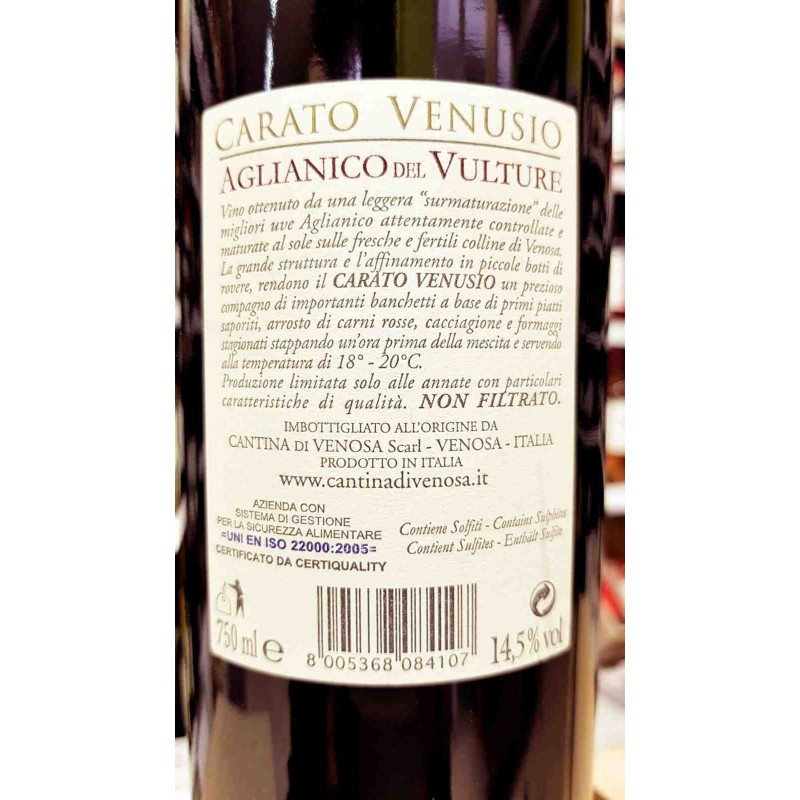 CARATO VENUSIO
AGLIANICO DEL VULTURE
Vino ottenuto da una leggera "surmaturazione" delle
migliori uve Aglianico attentamente controllate e
maturate al sole sulle fresche e fertili colline di Venosa.
La grande struttura e l'affinamento in piccole botti di
rovere, rendono il CARATO VENUSIO un prezioso
compagno di importanti banchetti a base di primi piatti
saporiti, arrosto di carni rosse, cacciagione e formaggi
stagionati stappando un'ora prima della mescita e servendo
alla temperatura di 18° - 20°C.
Produzione limitata solo alle annate con particolari
caratteristiche di qualità. NON FILTRATO.
IMBOTTIGLIATO ALL'ORIGINE DA
CANTINA DI VENOSA Scarl - VENOSA - ITALIA
PRODOTTO IN ITALIA
www.cantinadivenosa.it
AZIENDA CON
SISTEMA DI GESTIONE
PER LA SICUREZZA ALIMENTARE
=UNI EN ISO 22000:2005=
CERTIFICATO DA CERTIQUALITY
Contiene Solfiti - Contains Sulphites
Contient Sulfites - Enthält Sulfite
750 ml e
8 005368 084107
14,5% vol